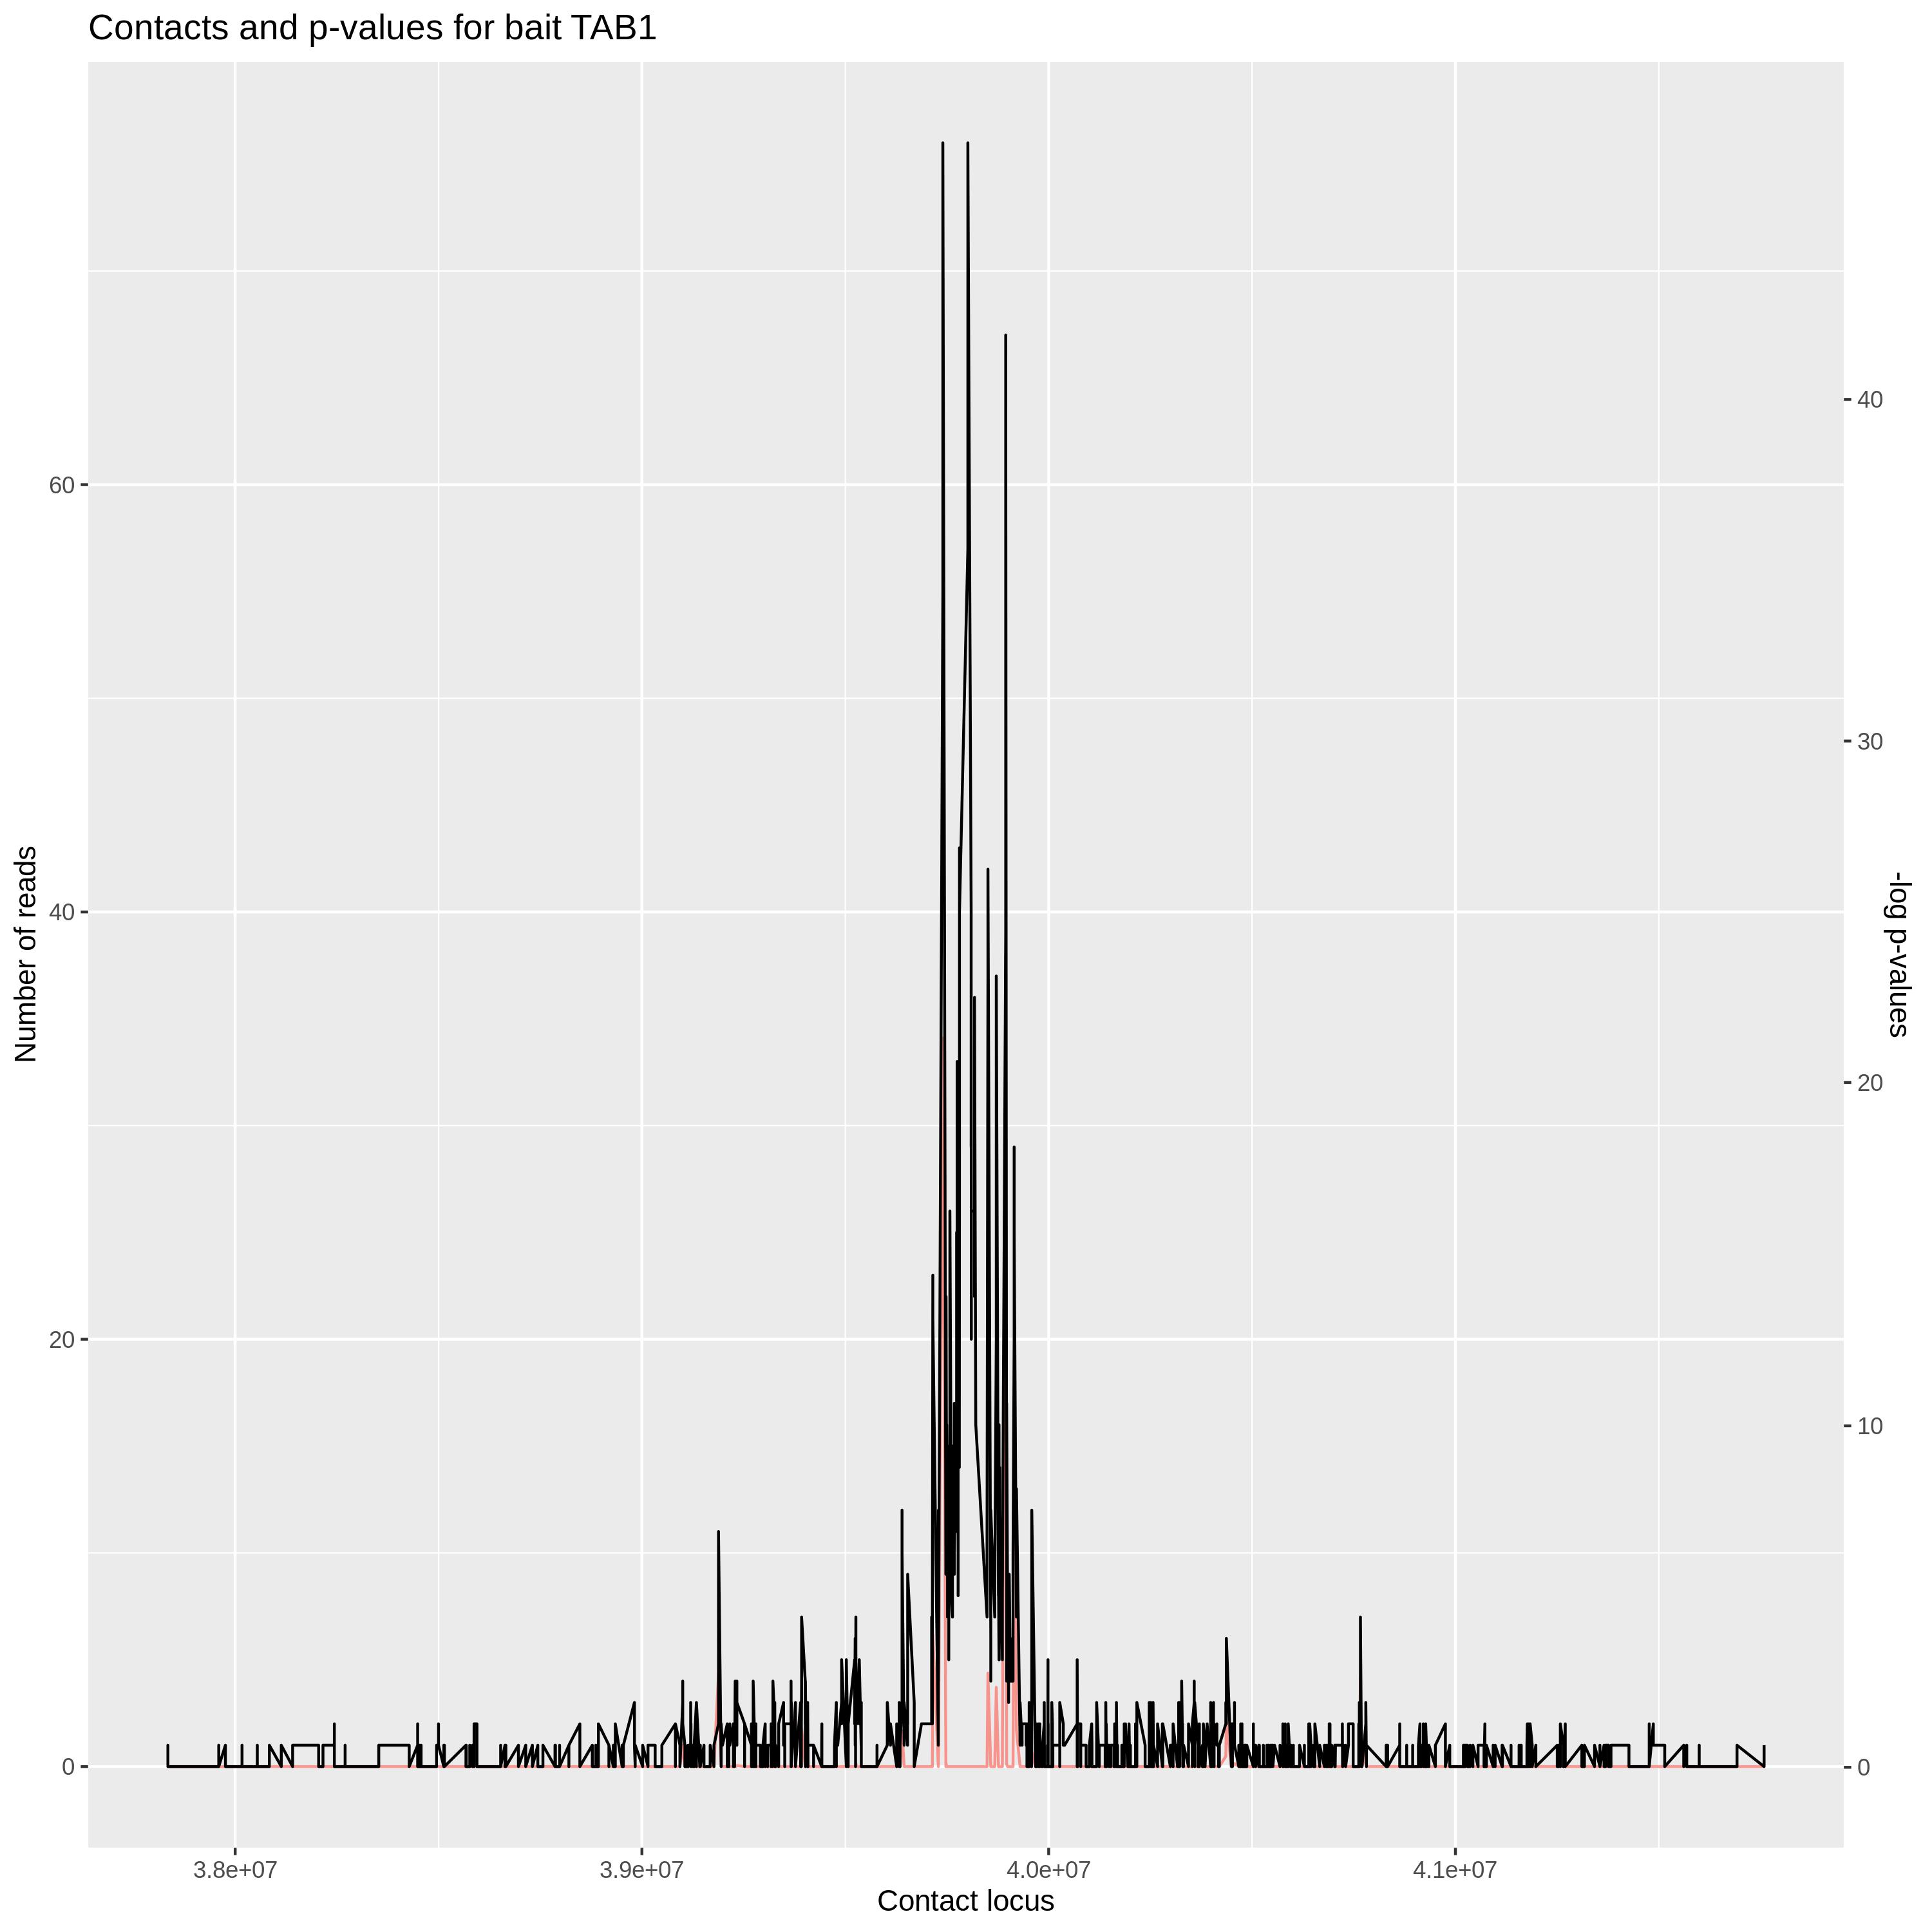 Contacts and p-values for bait TAB1
60
40
20
0
Number of reads
40
30
20
10
0
-log p-values
3.8e+07 3.9e+07 4.0e+07 4.1e+07
Contact locus